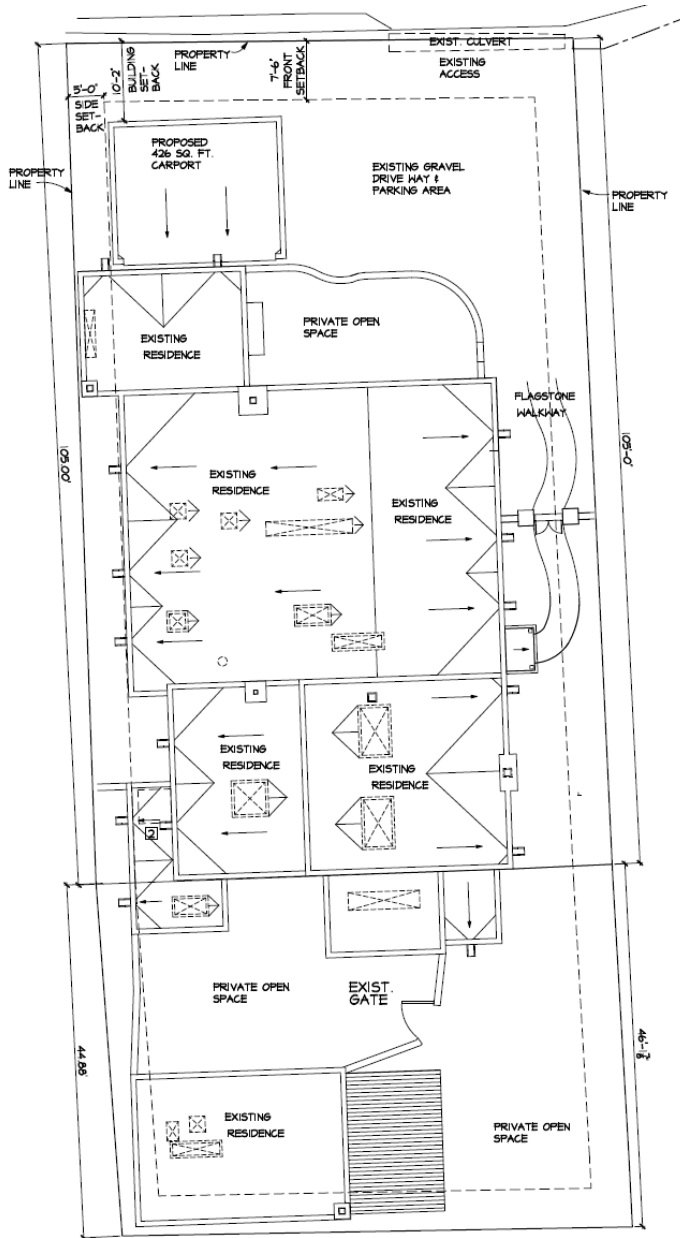 EXIST. CULVERT
PROPERTY
LINE
EXISTING
ACCESS
BUILDING
SET-
BACK
10'-2"
7'-6"
FRONT
SETBACK
5'-0"
SIDE
SET-
BACK
PROPOSED
426 SQ. FT.
CARPORT
EXISTING GRAVEL
DRIVE WAY &
PARKING AREA
PROPERTY
LINE
PROPERTY
LINE
PRIVATE OPEN
SPACE
EXISTING
RESIDENCE
FLAGSTONE
WALKWAY
105.00'
105'-0"
EXISTING
RESIDENCE
EXISTING
RESIDENCE
EXISTING
RESIDENCE
EXISTING
RESIDENCE
2
PRIVATE OPEN
SPACE
EXIST.
GATE
44.88'
EXISTING
RESIDENCE
PRIVATE OPEN
SPACE